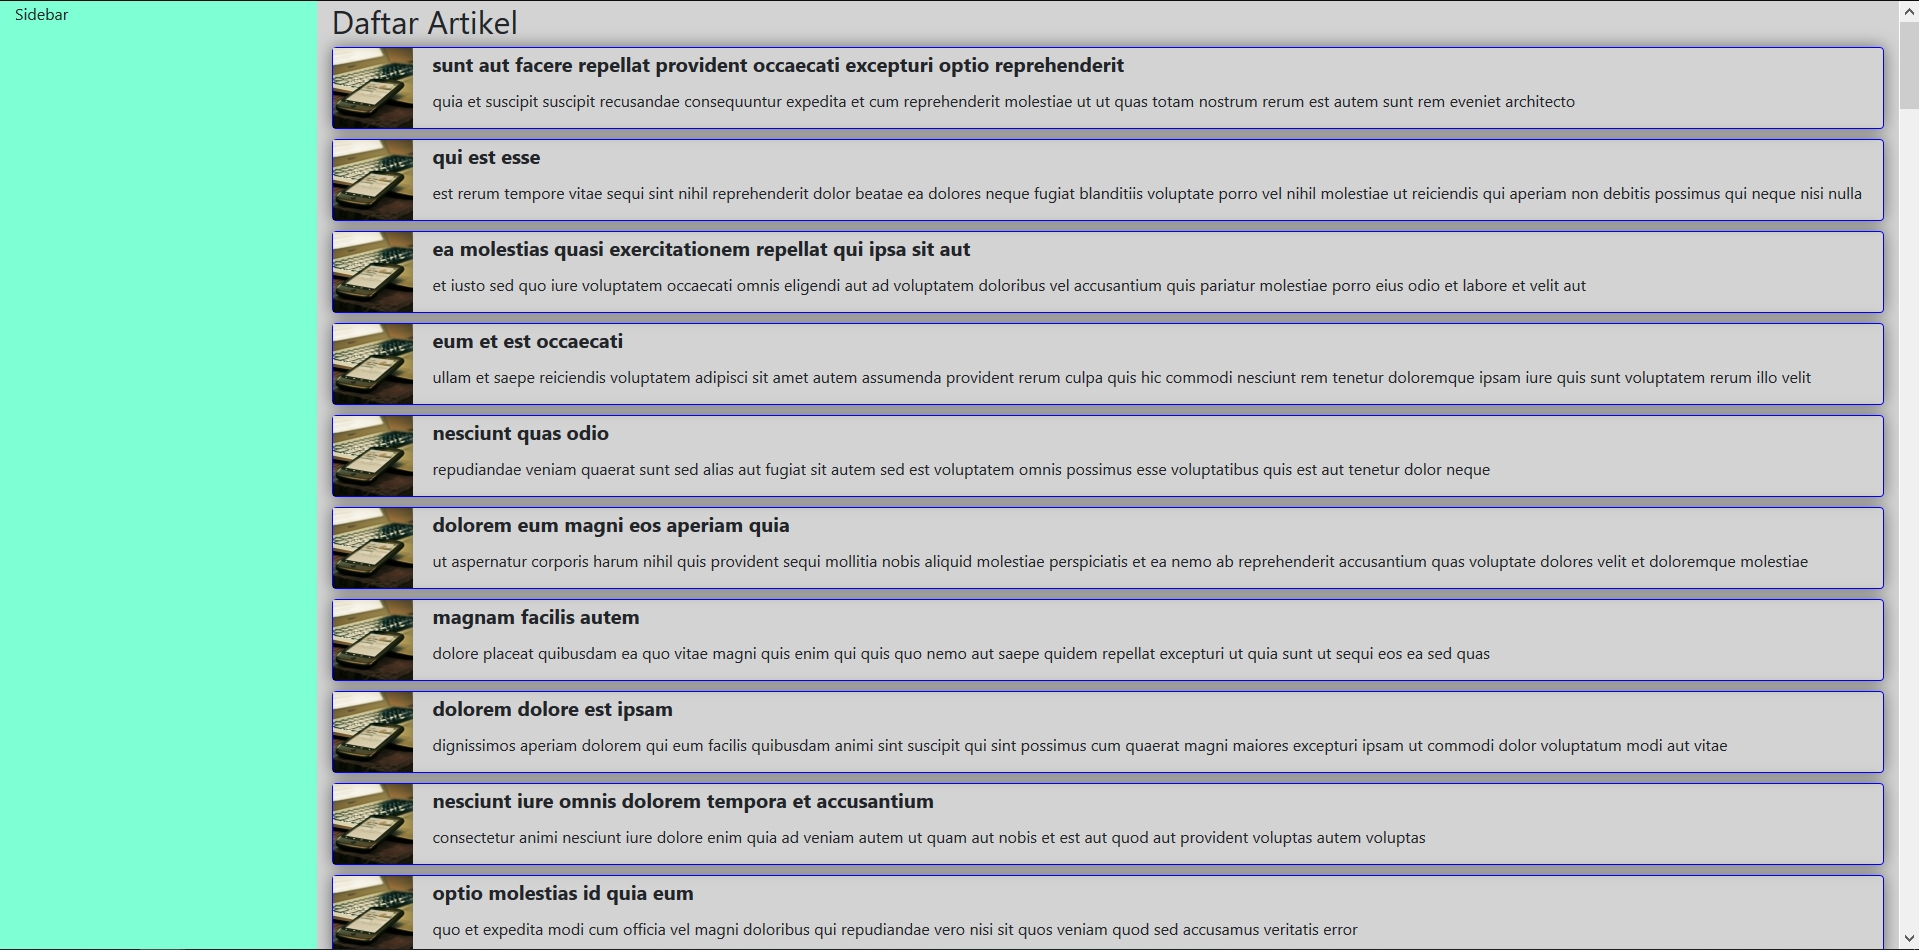 Sidebar
Daftar Artikel
sunt aut facere repellat provident occaecati excepturi optio reprehenderit
quia et suscipit suscipit recusandae consequuntur expedita et cum reprehenderit molestiae ut ut quas totam nostrum rerum est autem sunt rem eveniet architecto
qui est esse
est rerum tempore vitae sequi sint nihil reprehenderit dolor beatae ea dolores neque fugiat blanditiis voluptate porro vel nihil molestiae ut reiciendis qui aperiam non debitis possimus qui neque nisi nulla
ea molestias quasi exercitationem repellat qui ipsa sit aut
et iusto sed quo iure voluptatem occaecati omnis eligendi aut ad voluptatem doloribus vel accusantium quis pariatur molestiae porro eius odio et labore et velit aut
eum et est occaecati
ullam et saepe reiciendis voluptatem adipisci sit amet autem assumenda provident rerum culpa quis hic commodi nesciunt rem tenetur doloremque ipsam iure quis sunt voluptatem rerum illo velit
nesciunt quas odio
repudiandae veniam quaerat sunt sed alias aut fugiat sit autem sed est voluptatem omnis possimus esse voluptatibus quis est aut tenetur dolor neque
dolorem eum magni eos aperiam quia
ut aspernatur corporis harum nihil quis provident sequi mollitia nobis aliquid molestiae perspiciatis et ea nemo ab reprehenderit accusantium quas voluptate dolores velit et doloremque molestiae
magnam facilis autem
dolore placeat quibusdam ea quo vitae magni quis enim qui quis quo nemo aut saepe quidem repellat excepturi ut quia sunt ut sequi eos ea sed quas
dolorem dolore est ipsam
dignissimos aperiam dolorem qui eum facilis quibusdam animi sint suscipit qui sint possimus cum quaerat magni maiores excepturi ipsam ut commodi dolor voluptatum modi aut vitae
nesciunt iure omnis dolorem tempora et accusantium
consectetur animi nesciunt iure dolore enim quia ad veniam autem ut quam aut nobis et est aut quod aut provident voluptas autem voluptas
optio molestias id quia eum
quo et expedita modi cum officia vel magni doloribus qui repudiandae vero nisi sit quos veniam quod sed accusamus veritatis error